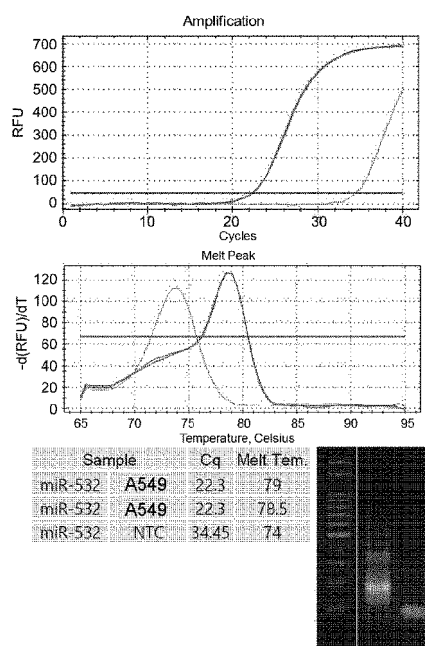 Amplification
700
600
500
400
300
200
100
0
RFU
0 10 20 30 40
Cycles
Melt Peak
120
100
80
60
40
20
0
-d(RFU)/dT
65 70 75 80 85 90 95
Temperature, Celsius
Sample Cq Melt Tem.
miR-532 A549 22.3 79
miR-532 A549 22.3 78.5
miR-532 NTC 34.45 74